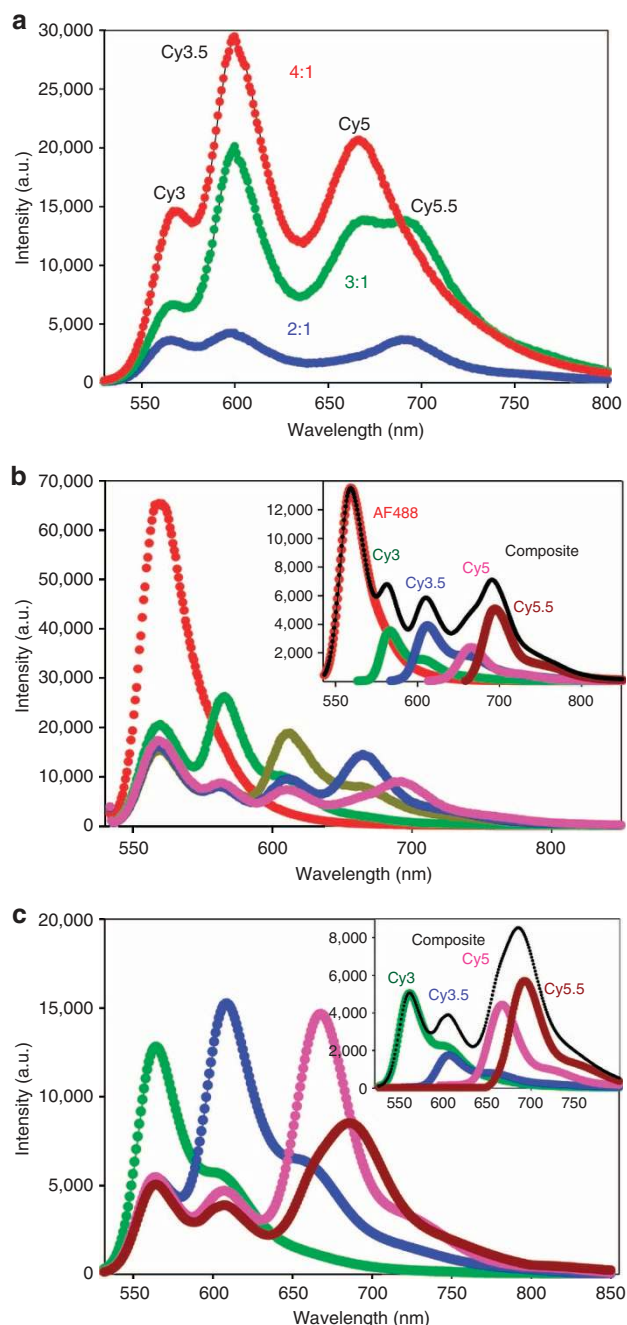 a
30,000
25,000
20,000
15,000
10,000
5,000
0
Intensity (a.u.)
Cy3.5
4:1
Cy5
Cy3
Cy5.5
3:1
2:1
550 600 650 700 750 800
Wavelength (nm)
b
70,000
60,000
50,000
40,000
30,000
20,000
10,000
0
Intensity (a.u.)
12,000
10,000
8,000
6,000
4,000
2,000
AF488
Cy3
Composite
Cy3.5
Cy5
Cy5.5
550 600 700 800
550 600 700 800
Wavelength (nm)
c
20,000
15,000
10,000
5,000
0
Intensity (a.u.)
8,000
6,000
4,000
2,000
0
Composite
Cy3
Cy5
Cy3.5
Cy5.5
550 600 650 700 750
550 600 650 700 750 800 850
Wavelength (nm)